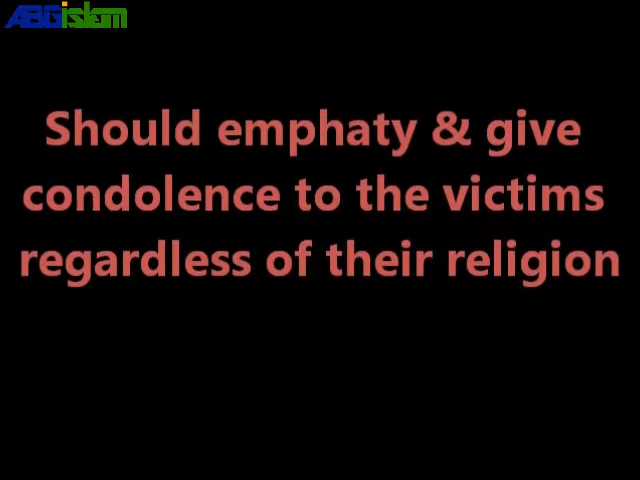 ABGislam
Should emphaty & give
condolence to the victims
regardless of their religion